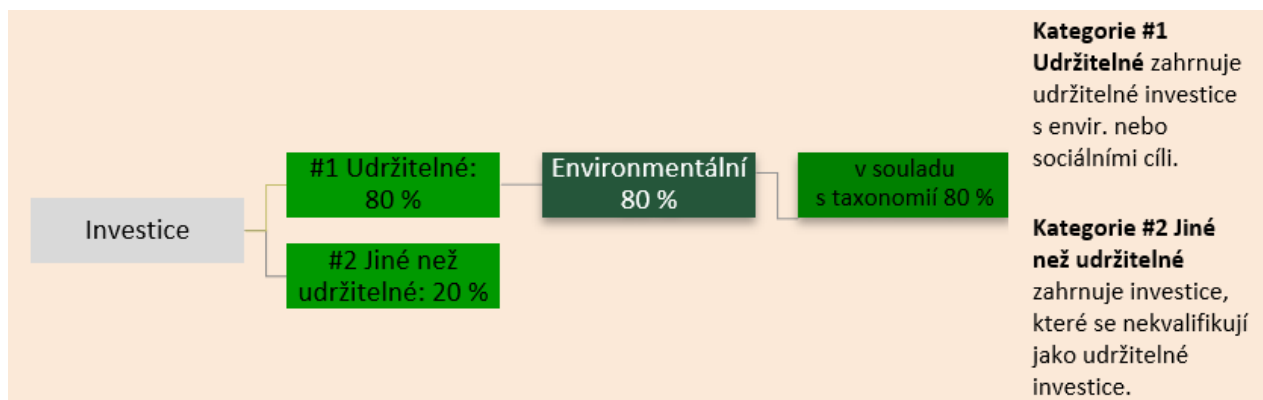 Investice
#1 Udržitelné:
80 %
#2 Jiné než
udržitelné: 20 %
Environmentální
80 %
v souladu
s taxonomií 80 %
Kategorie #1
Udržitelné zahrnuje
udržitelné investice
s envir. nebo
sociálními cíli.
Kategorie #2 Jiné
než udržitelné
zahrnuje investice,
které se nekvalifikují
jako udržitelné
investice.